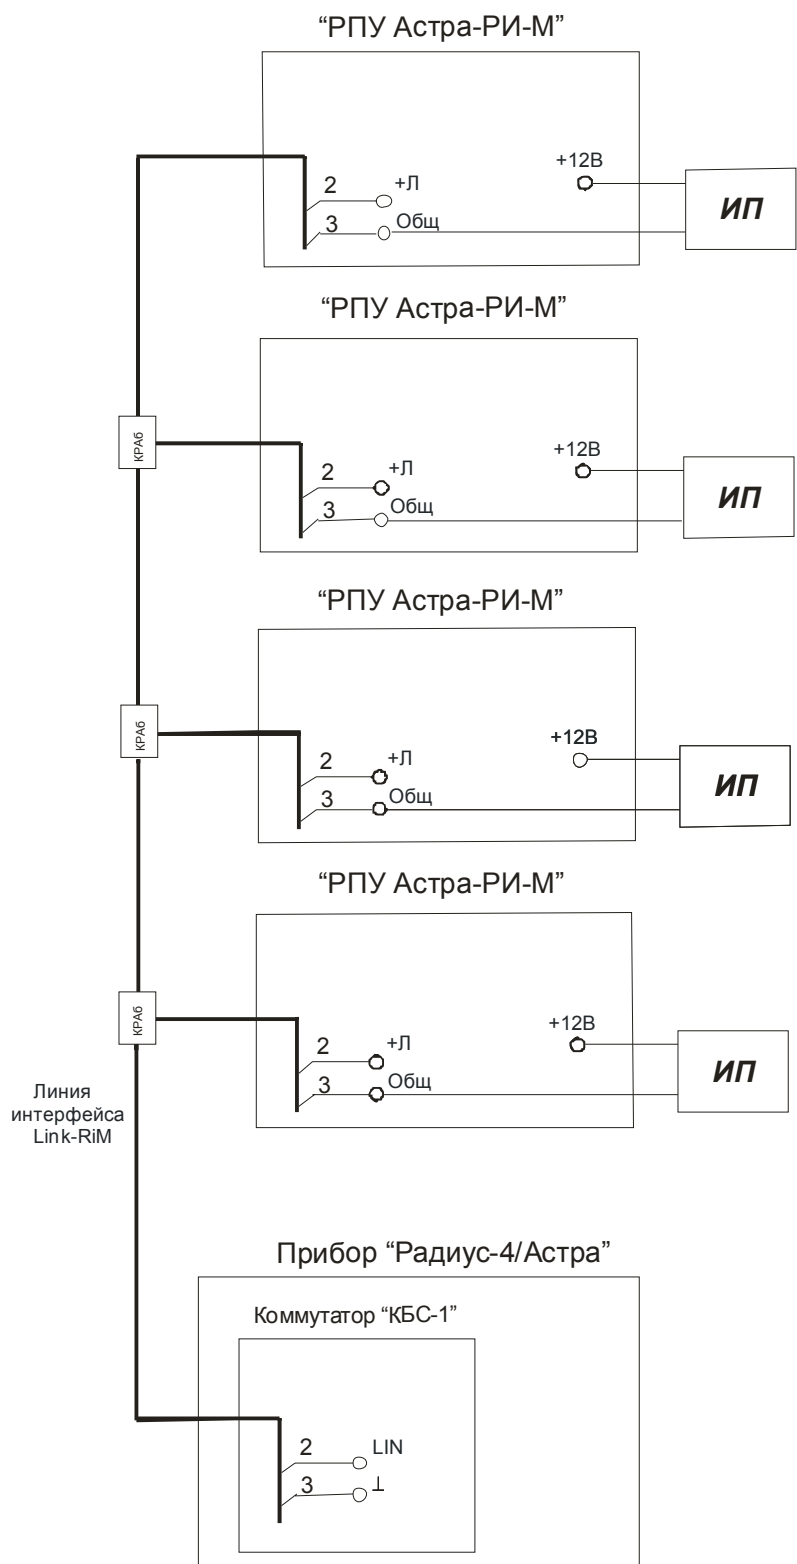 “РПУ Астра-РИ-М”
+12В
2
+Л
ИП
3
Общ
“РПУ Астра-РИ-М”
КРАб
+12В
2
+Л
ИП
3
Общ
“РПУ Астра-РИ-М”
КРАб
+12В
2
+Л
ИП
3
Общ
“РПУ Астра-РИ-М”
КРАб
+12В
2
+Л
ИП
3
Общ
Линия
интерфейса
Link-RiM
Прибор “Радиус-4/Астра”
Коммутатор “КБС-1”
2
LIN
3
⊥